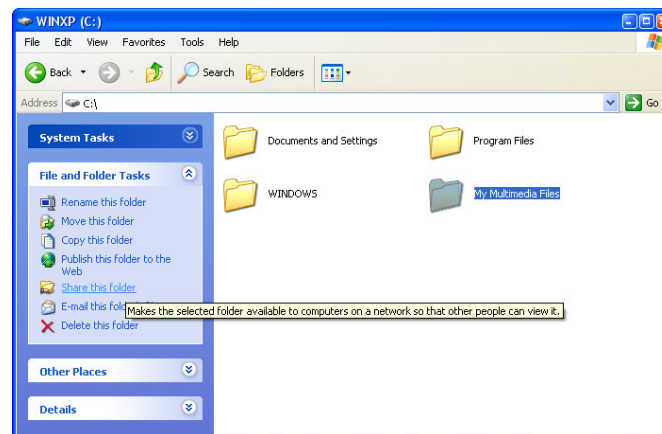 WINXP (C:)
File Edit View Favorites Tools Help
Back Search Folders
Address C:\ Go
System Tasks
File and Folder Tasks
Rename this folder
Move this folder
Copy this folder
Publish this folder to the
Web
Share this folder
E-mail this fold
Makes the selected folder available to computers on a network so that other people can view it.
Delete this folder
Other Places
Details
Documents and Settings Program Files
WINDOWS My Multimedia Files